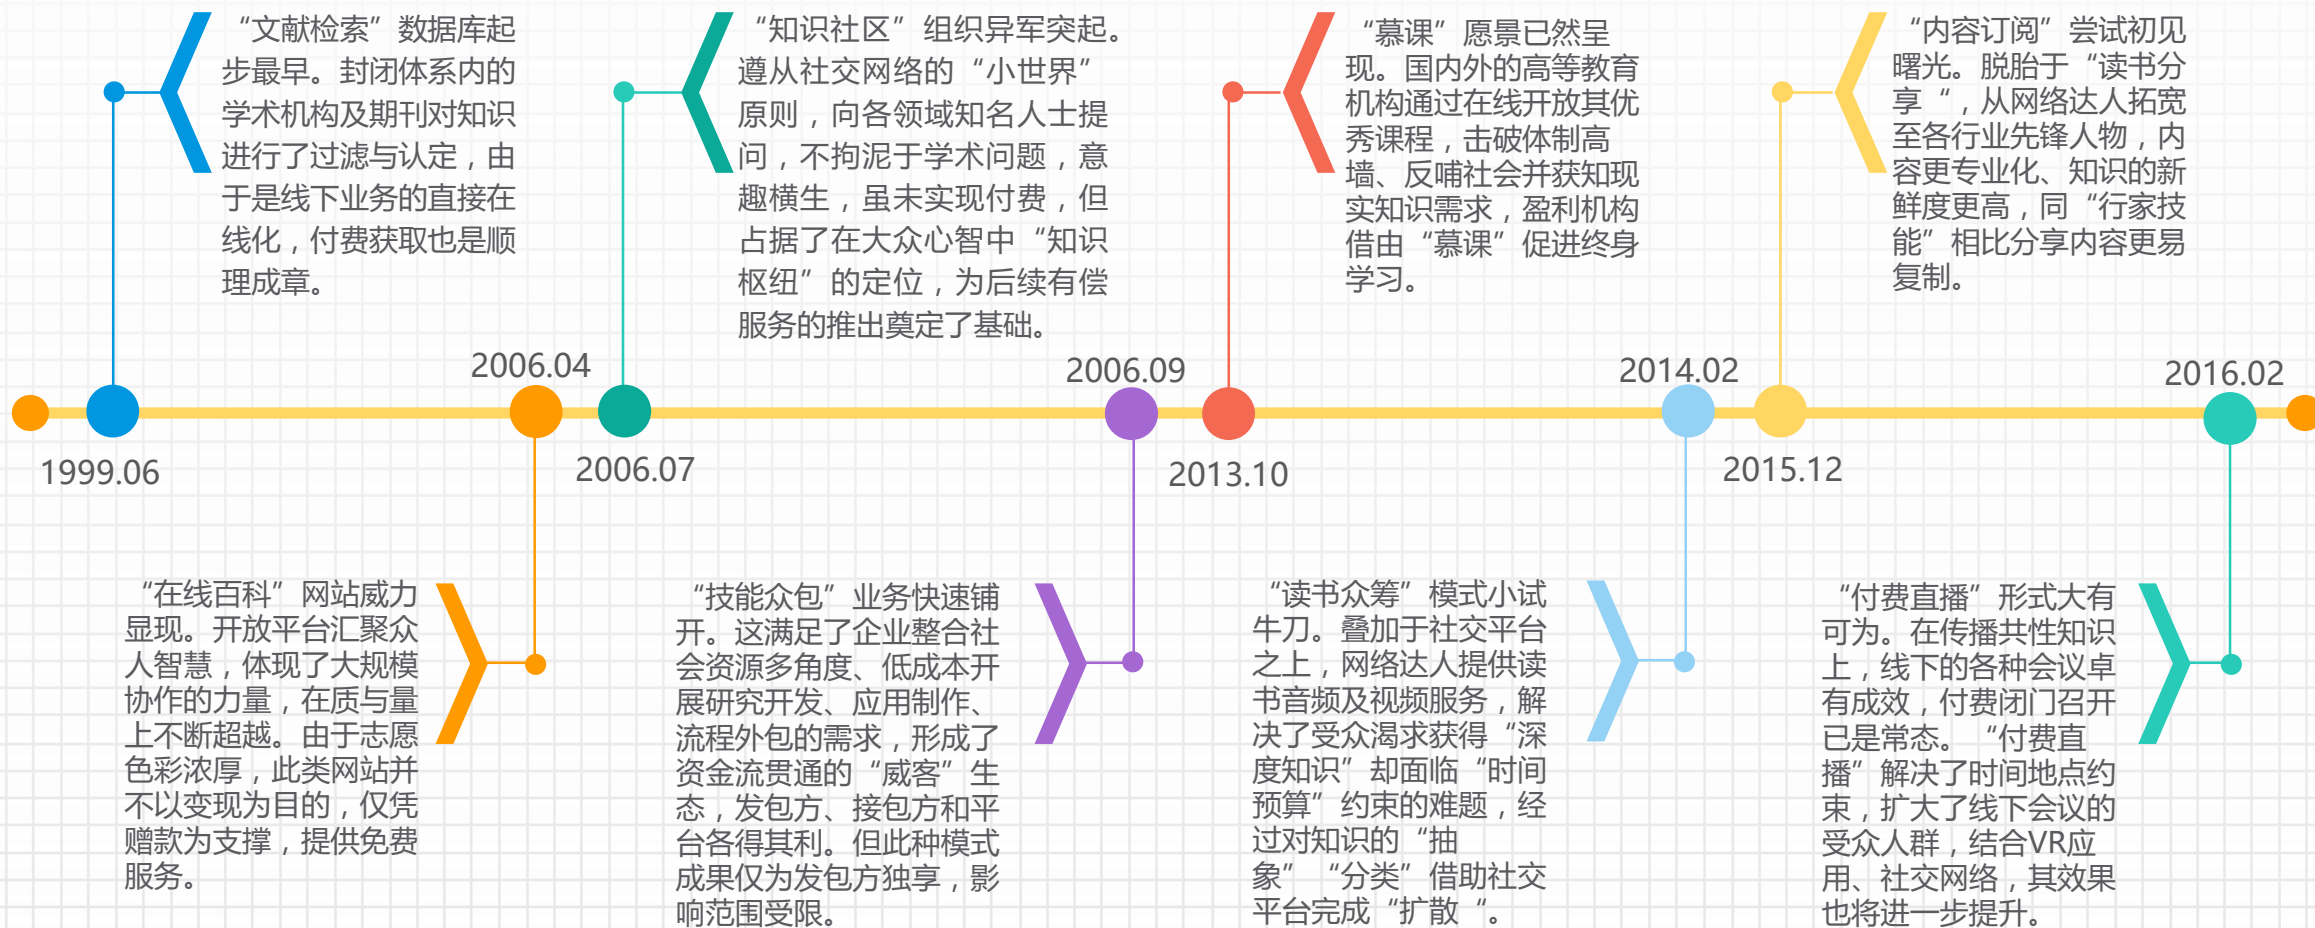 “文献检索”数据库起
步最早。封闭体系内的
学术机构及期刊对知识
进行了过滤与认定，由
于是线下业务的直接在
线化，付费获取也是顺
理成章。
“知识社区”组织异军突起。
遵从社交网络的“小世界”
原则，向各领域知名人士提
问，不拘泥于学术问题，意
趣横生，虽未实现付费，但
占据了在大众心智中“知识
枢纽”的定位，为后续有偿
服务的推出奠定了基础。
“慕课”愿景已然呈
现。国内外的高等教育
机构通过在线开放其优
秀课程，击破体制高
墙、反哺社会并获知现
实知识需求，盈利机构
借由“慕课”促进终身
学习。
“内容订阅”尝试初见
曙光。脱胎于“读书分
享“，从网络达人拓宽
至各行业先锋人物，内
容更专业化、知识的新
鲜度更高，同“行家技
能”相比分享内容更易
复制。
2006.04
2006.09
2014.02
2016.02
1999.06
2006.07
2013.10
2015.12
“在线百科”网站威力
显现。开放平台汇聚众
人智慧，体现了大规模
协作的力量，在质与量
上不断超越。由于志愿
色彩浓厚，此类网站并
不以变现为目的，仅凭
赠款为支撑，提供免费
服务。
“技能众包”业务快速铺
开。这满足了企业整合社
会资源多角度、低成本开
展研究开发、应用制作、
流程外包的需求，形成了
资金流贯通的“威客”生
态，发包方、接包方和平
台各得其利。但此种模式
成果仅为发包方独享，影
响范围受限。
“读书众筹”模式小试
牛刀。叠加于社交平台
之上，网络达人提供读
书音频及视频服务，解
决了受众渴求获得“深
度知识”却面临“时间
预算”约束的难题，经
过对知识的“抽
象”“分类”借助社交
平台完成“扩散“。
“付费直播”形式大有
可为。在传播共性知识
上，线下的各种会议卓
有成效，付费闭门召开
已是常态。“付费直
播”解决了时间地点约
束，扩大了线下会议的
受众人群，结合VR应
用、社交网络，其效果
也将进一步提升。